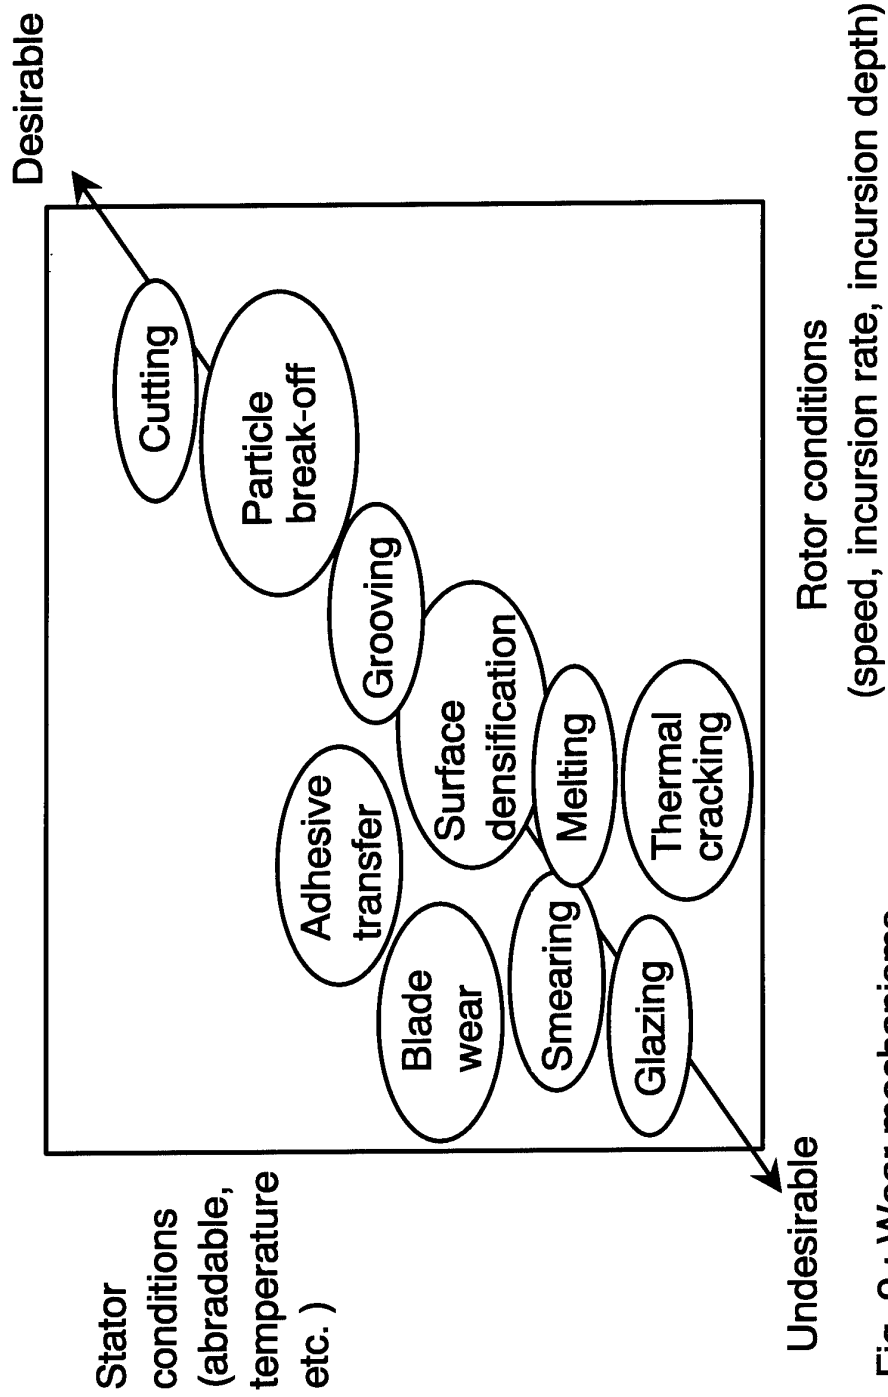 Desirable
Stator
conditions
(abradable,
temperature
etc. )
Cutting
Particle
break-off
Grooving
Adhesive
transfer
Surface
densification
Blade
wear
Melting
Smearing
Thermal
cracking
Glazing
Undesirable
Rotor conditions
(speed, incursion rate, incursion depth)
Fig. : Wear mechanisms